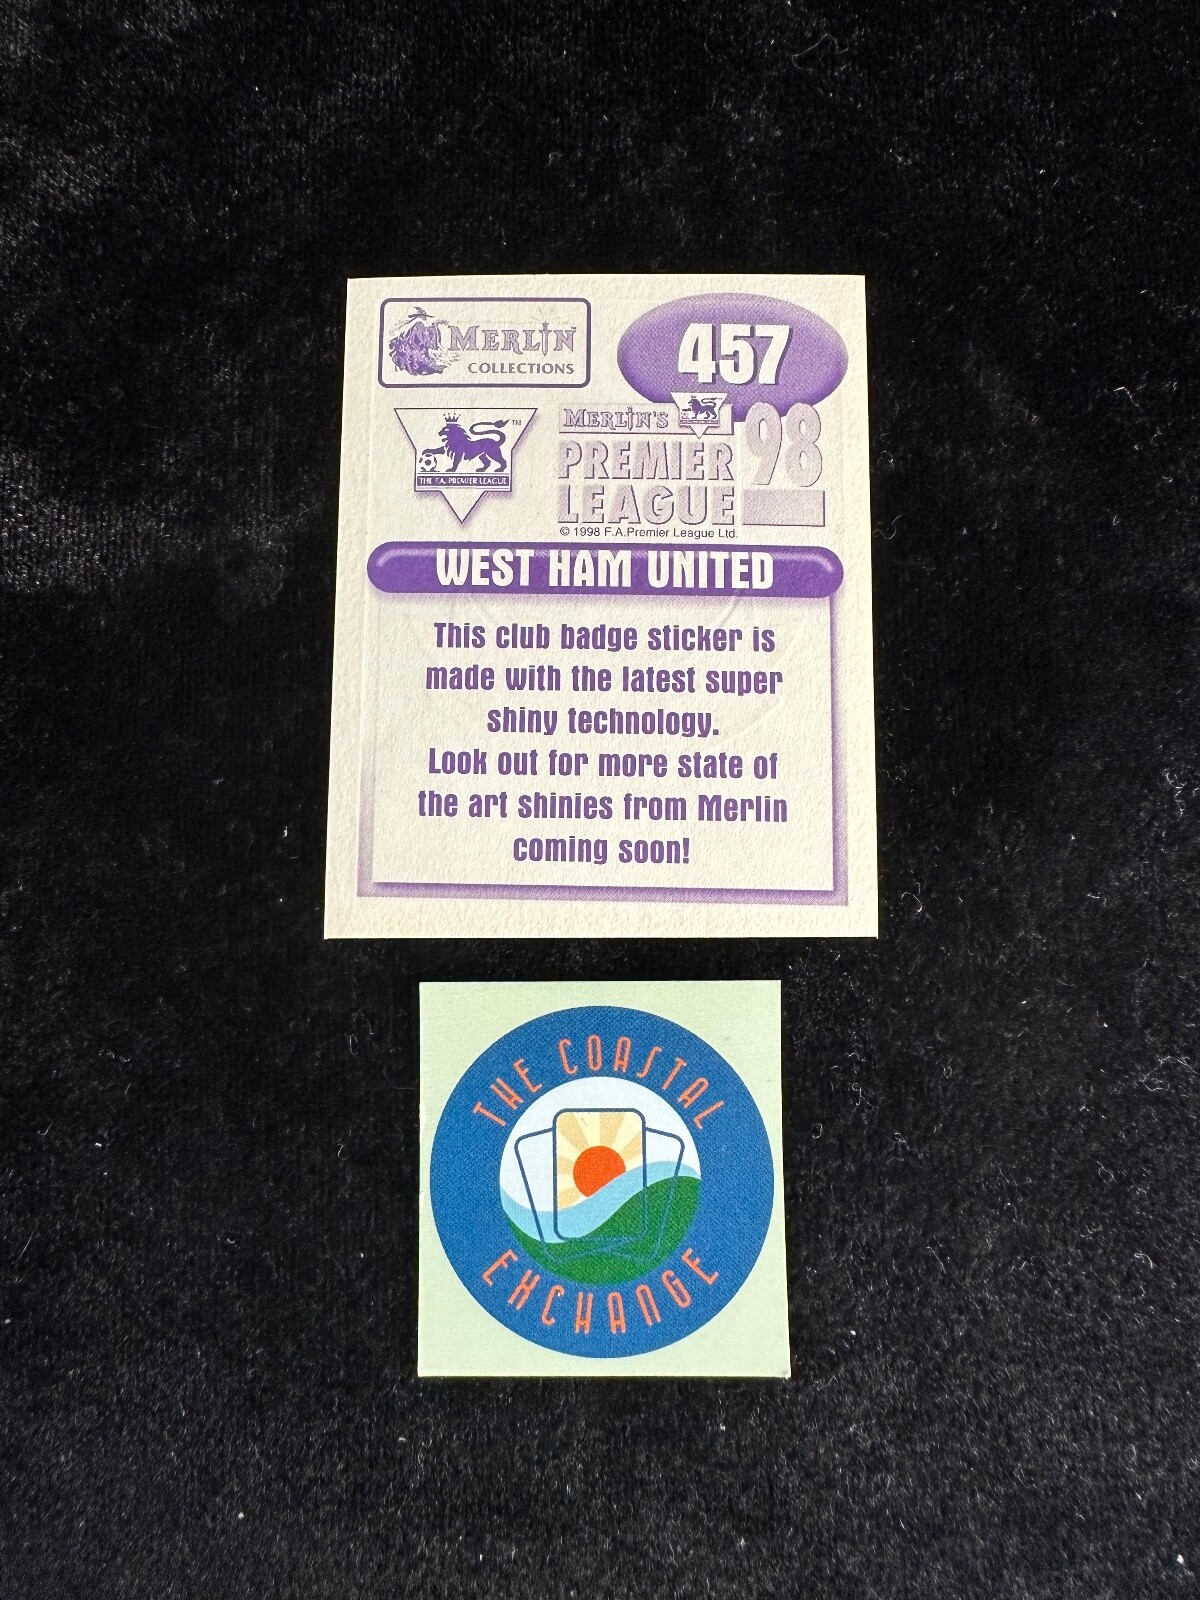 MERLIN
COLLECTIONS
457
TM
THE F.A. PREMIER LEAGUE
MERLIN'S
PREMIER
LEAGUE
98
© 1998 F.A.Premier League Ltd.
WEST HAM UNITED
This club badge sticker is
made with the latest super
shiny technology.
Look out for more state of
the art shinies from Merlin
coming soon!
THE COASTAL
EXCHANGE